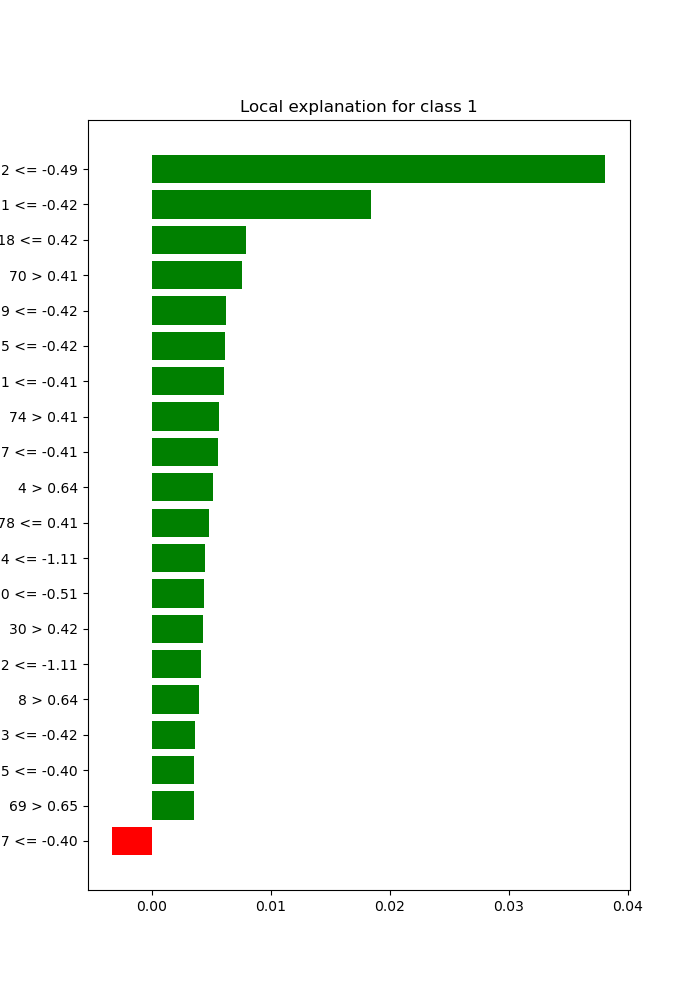 Local explanation for class 1
2 <= -0.49
1 <= -0.42
18 <= 0.42
70 > 0.41
9 <= -0.42
5 <= -0.42
1 <= -0.41
74 > 0.41
7 <= -0.41
4 > 0.64
78 <= 0.41
4 <= -1.11
0 <= -0.51
30 > 0.42
2 <= -1.11
8 > 0.64
3 <= -0.42
5 <= -0.40
69 > 0.65
7 <= -0.40
0.00 0.01 0.02 0.03 0.04